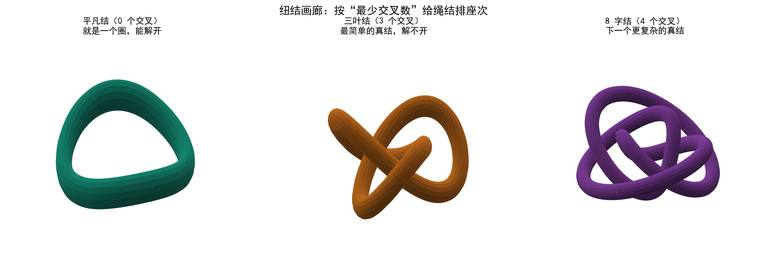 纽结画廊：按“最少交叉数”给绳结排座次
平凡结（0 个交叉）
就是一个圈，能解开
三叶结（3 个交叉）
最简单的真结，解不开
8 字结（4 个交叉）
下一个更复杂的真结